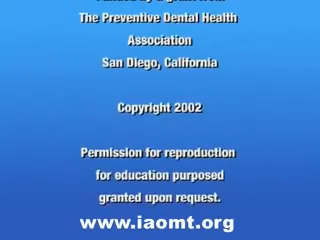 The Preventive Dental Health
Association
San Diego, California
Copyright 2002
Permission for reproduction
for education purposed
granted upon request.
www.iaomt.org